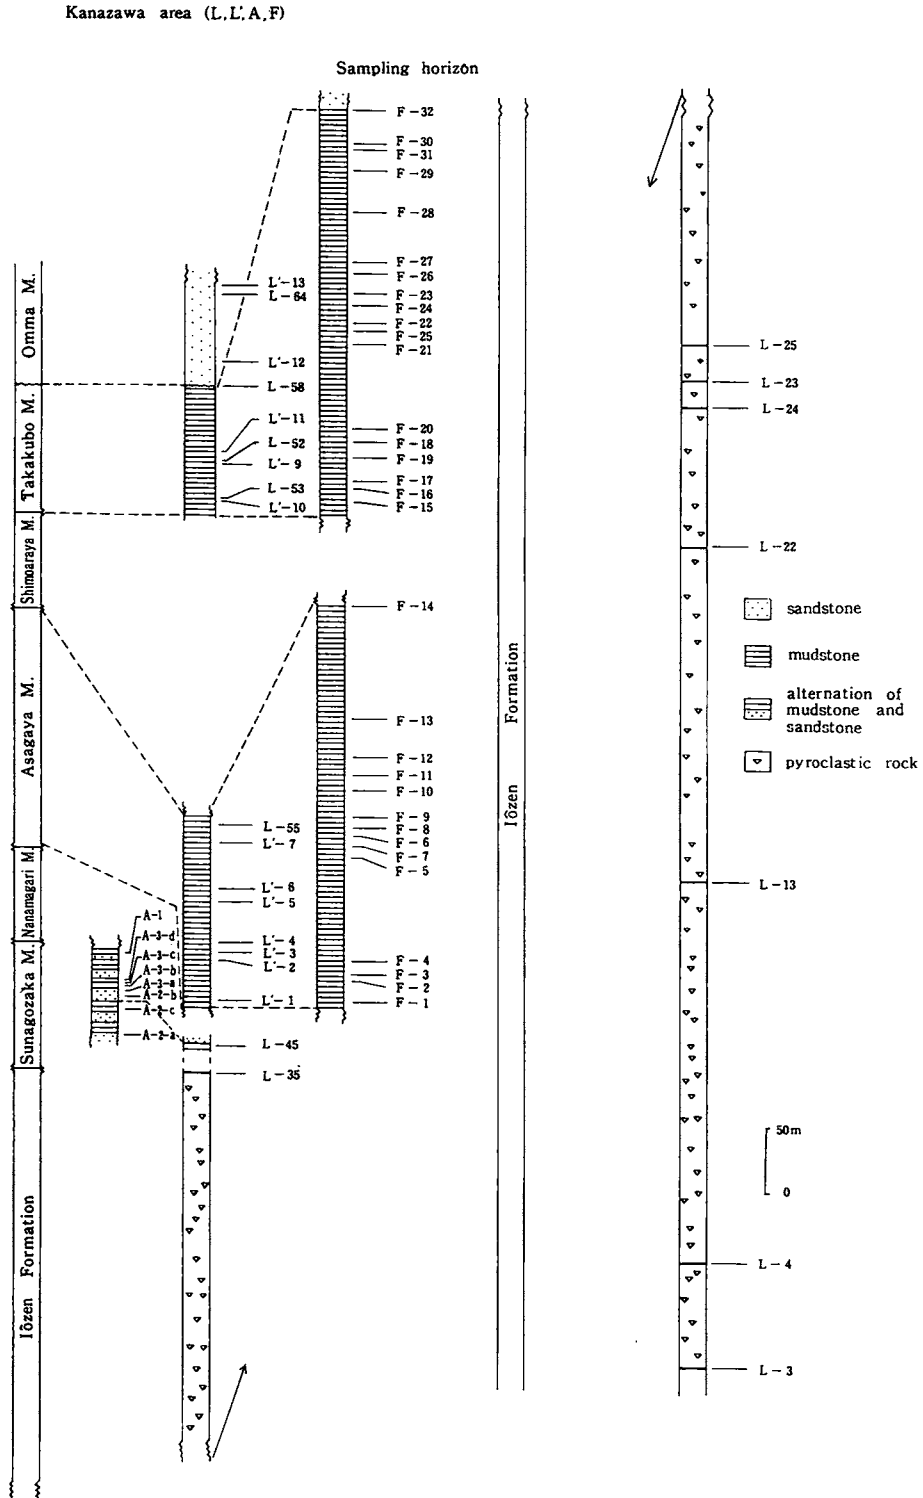 Kanazawa area (L, L', A, F)
Sampling horizon
Omma M.
Takakubo M.
Shimoaraya M.
Asagaya M.
Nanamagari M.
Sunagozaka M.
Iôzen Formation
A-1
A-3-d
A-3-c
A-3-b
A-3-a
A-2-b
A-2-c
A-2-a
L'-13
L-64
L'-12
L-58
L'-11
L-52
L'-9
L-53
L'-10
L-55
L'-7
L'-6
L'-5
L'-4
L'-3
L'-2
L'-1
L-45
L-35
F-32
F-30
F-31
F-29
F-28
F-27
F-26
F-23
F-24
F-22
F-25
F-21
F-20
F-18
F-19
F-17
F-16
F-15
F-14
F-13
F-12
F-11
F-10
F-9
F-8
F-6
F-7
F-5
F-4
F-3
F-2
F-1
Iôzen Formation
L-25
L-23
L-24
L-22
L-13
L-4
L-3
sandstone
mudstone
alternation of
mudstone and
sandstone
pyroclastic rock
50m
0